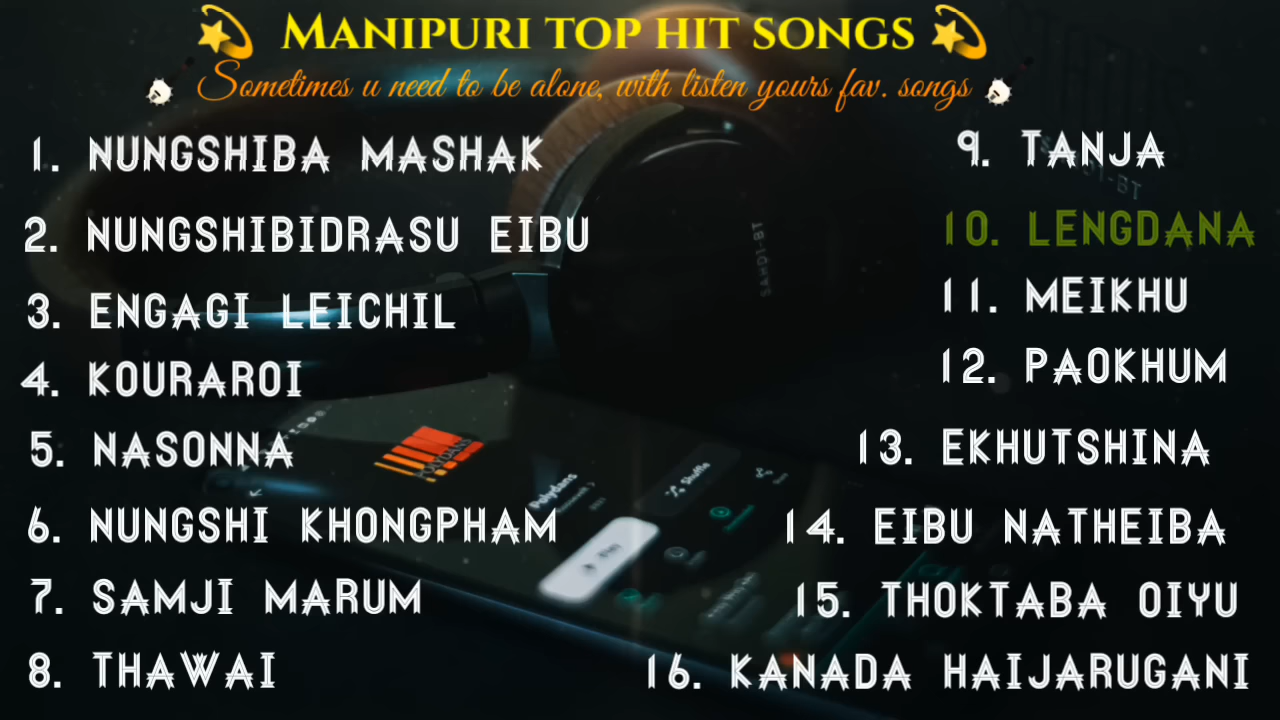 💫 MANIPURI TOP HIT SONGS 💫
Sometimes u need to be alone, with listen yours fav. songs
1. NUNGSHIBA MASHAK
2. NUNGSHIBIDRASU EIBU
3. ENGAGI LEICHIL
4. KOURAROI
5. NASONNA
6. NUNGSHI KHONGPHAM
7. SAMJI MARUM
8. THAWAI
9. TANJA
10. LENGDANA
11. MEIKHU
12. PAOKHUM
13. EKHUTSHINA
14. EIBU NATHEIBA
15. THOKTABA OIYU
16. KANADA HAIJARUGANI
Polydans
Shuffle